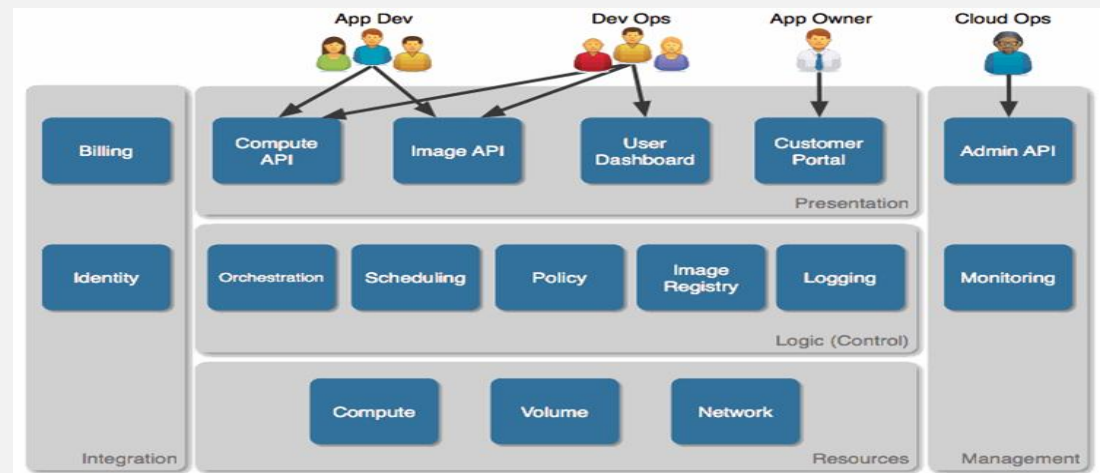 App Dev
Dev Ops
App Owner
Cloud Ops
Billing
Compute
API
Image API
User
Dashboard
Customer
Portal
Admin API
Presentation
Identity
Orchestration
Scheduling
Policy
Image
Registry
Logging
Monitoring
Logic (Control)
Compute
Volume
Network
Integration
Resources
Management